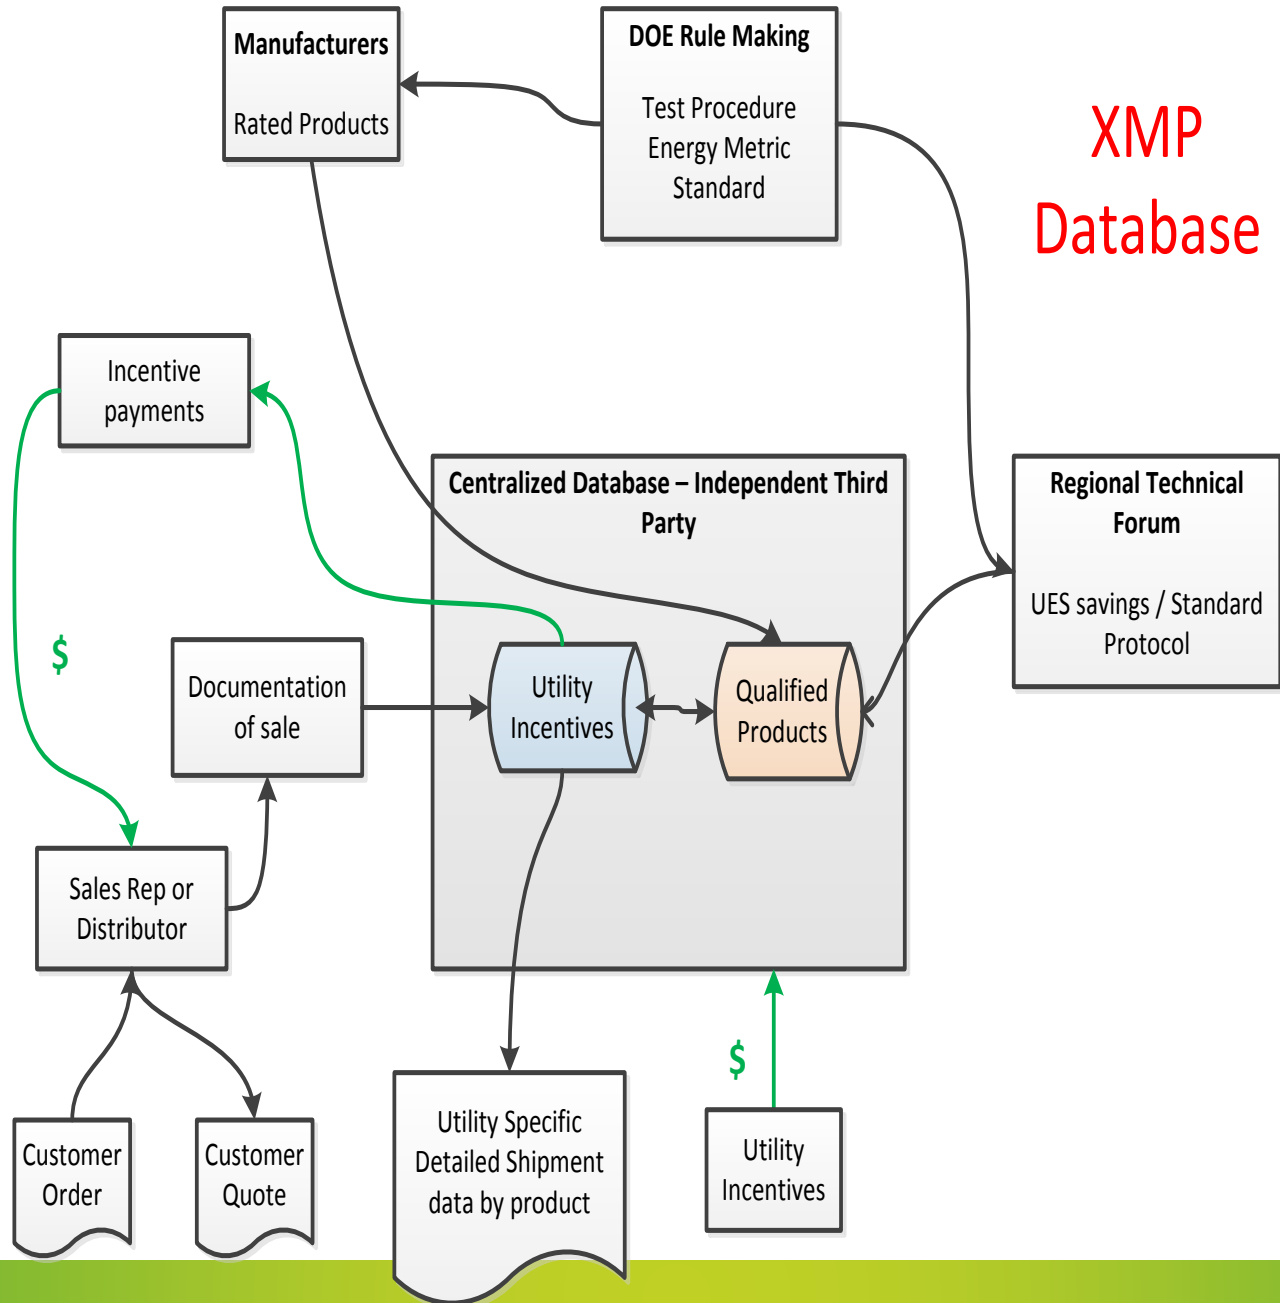 Manufacturers
Rated Products
DOE Rule Making
Test Procedure
Energy Metric
Standard
XMP
Database
Incentive
payments
Centralized Database – Independent Third
Party
Regional Technical
Forum
UES savings / Standard
Protocol
$
Documentation
of sale
Utility
Incentives
Qualified
Products
Sales Rep or
Distributor
$
Customer
Order
Customer
Quote
Utility Specific
Detailed Shipment
data by product
Utility
Incentives